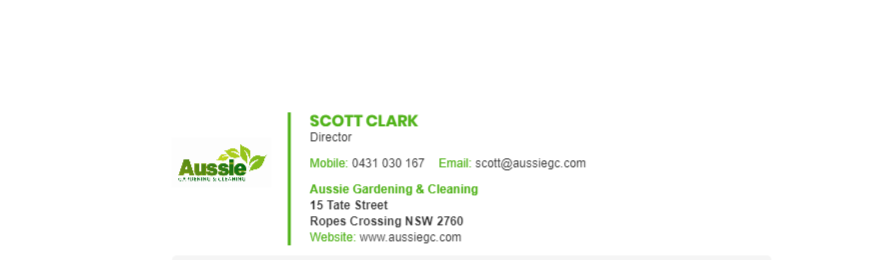 Aussie
GARDENING & CLEANING
SCOTT CLARK
Director
Mobile: 0431 030 167 Email: scott@aussiegc.com
Aussie Gardening & Cleaning
15 Tate Street
Ropes Crossing NSW 2760
Website: www.aussiegc.com